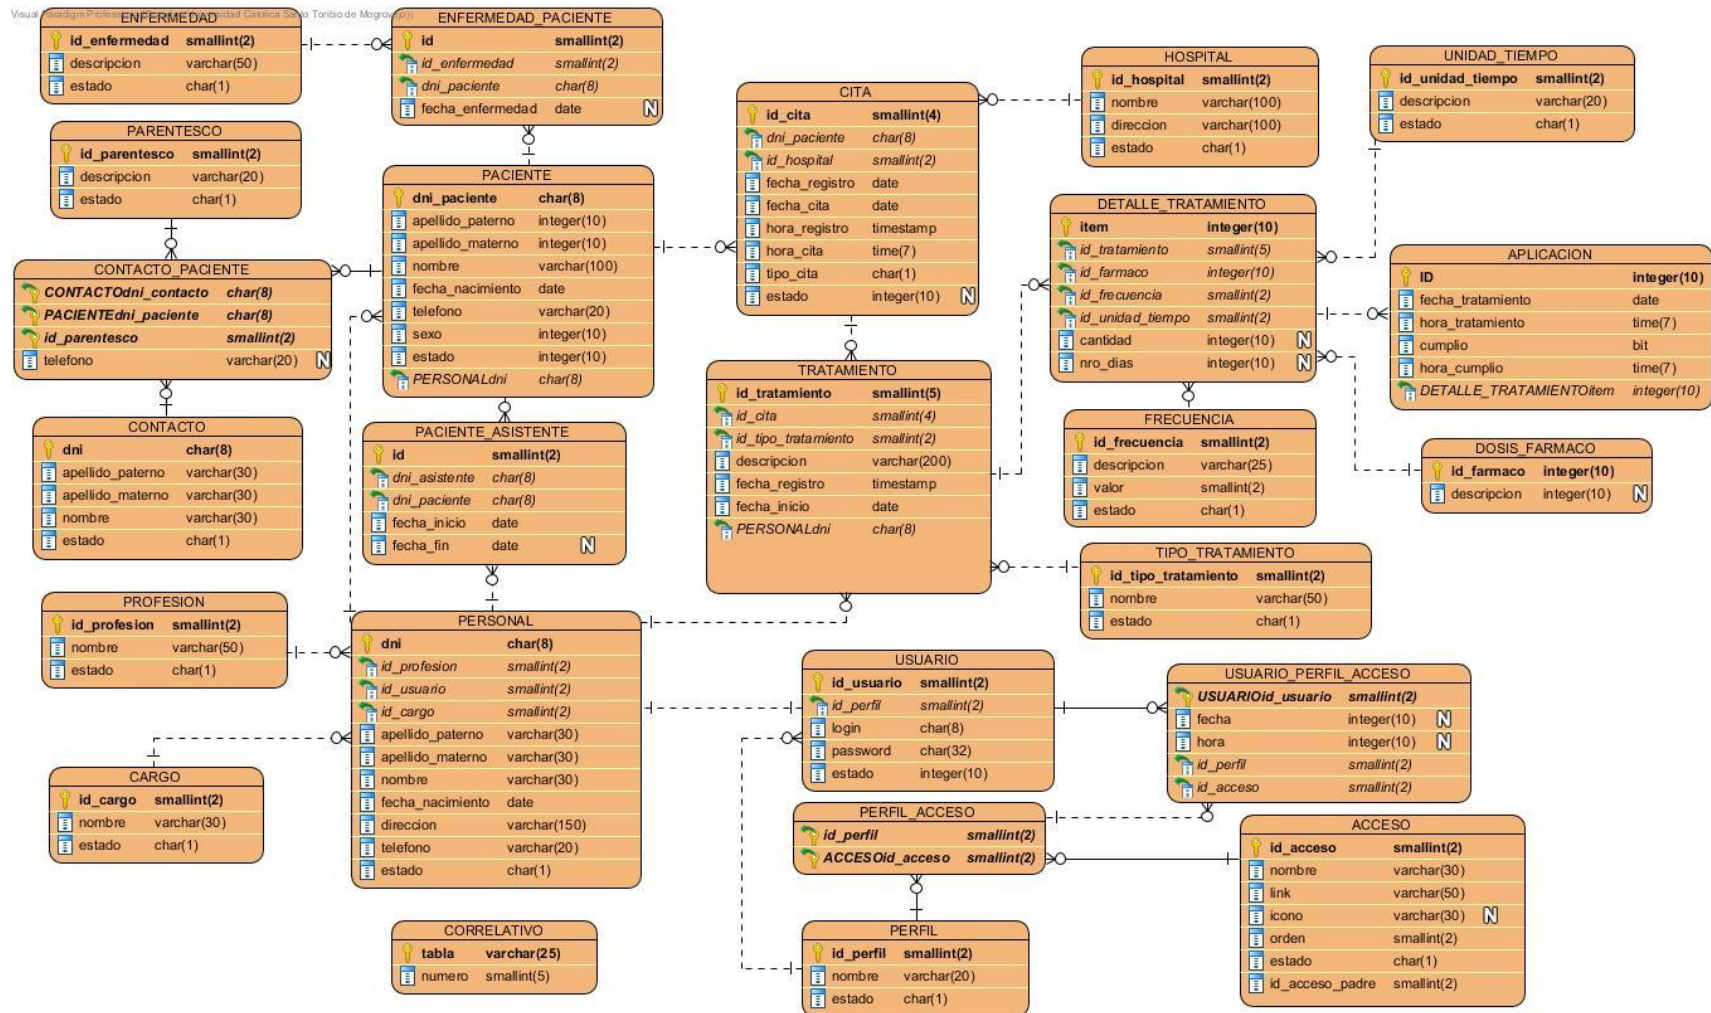 Visual Paradigm Profess
idad Catolica Sa
to Toribio de Mogrov
ENFERMEDAD
id_enfermedad smallint(2)
descripcion varchar(50)
estado char(1)
ENFERMEDAD_PACIENTE
id smallint(2)
id_enfermedad smallint(2)
dni_paciente char(8)
fecha_enfermedad date N
HOSPITAL
id_hospital smallint(2)
nombre varchar(100)
direccion varchar(100)
estado char(1)
UNIDAD_TIEMPO
id_unidad_tiempo smallint(2)
descripcion varchar(20)
estado char(1)
CITA
id_cita smallint(4)
dni_paciente char(8)
id_hospital smallint(2)
fecha_registro date
fecha_cita date
hora_registro timestamp
hora_cita time(7)
tipo_cita char(1)
estado integer(10) N
PARENTESCO
id_parentesco smallint(2)
descripcion varchar(20)
estado char(1)
PACIENTE
dni_paciente char(8)
apellido_paterno integer(10)
apellido_materno integer(10)
nombre varchar(100)
fecha_nacimiento date
telefono varchar(20)
sexo integer(10)
estado integer(10)
PERSONALdni char(8)
DETALLE_TRATAMIENTO
item integer(10)
id_tratamiento smallint(5)
id_farmaco integer(10)
id_frecuencia smallint(2)
id_unidad_tiempo smallint(2)
cantidad integer(10) N
nro_dias integer(10) N
APLICACION
ID integer(10)
fecha_tratamiento date
hora_tratamiento time(7)
cumplio bit
hora_cumplio time(7)
DETALLE_TRATAMIENTOitem integer(10)
CONTACTO_PACIENTE
CONTACTOdni_contacto char(8)
PACIENTEdni_paciente char(8)
id_parentesco smallint(2)
telefono varchar(20) N
TRATAMIENTO
id_tratamiento smallint(5)
id_cita smallint(4)
id_tipo_tratamiento smallint(2)
descripcion varchar(200)
fecha_registro timestamp
fecha_inicio date
PERSONALdni char(8)
CONTACTO
dni char(8)
apellido_paterno varchar(30)
apellido_materno varchar(30)
nombre varchar(30)
estado char(1)
PACIENTE_ASISTENTE
id smallint(2)
dni_asistente char(8)
dni_paciente char(8)
fecha_inicio date
fecha_fin date N
FRECUENCIA
id_frecuencia smallint(2)
descripcion varchar(25)
valor smallint(2)
estado char(1)
DOSIS_FARMACO
id_farmaco integer(10)
descripcion integer(10) N
TIPO_TRATAMIENTO
id_tipo_tratamiento smallint(2)
nombre varchar(50)
estado char(1)
PROFESION
id_profesion smallint(2)
nombre varchar(50)
estado char(1)
PERSONAL
dni char(8)
id_profesion smallint(2)
id_usuario smallint(2)
id_cargo smallint(2)
apellido_paterno varchar(30)
apellido_materno varchar(30)
nombre varchar(30)
fecha_nacimiento date
direccion varchar(150)
telefono varchar(20)
estado char(1)
USUARIO
id_usuario smallint(2)
id_perfil smallint(2)
login char(8)
password char(32)
estado integer(10)
USUARIO_PERFIL_ACCESO
USUARIOid_usuario smallint(2)
fecha integer(10) N
hora integer(10) N
id_perfil smallint(2)
id_acceso smallint(2)
CARGO
id_cargo smallint(2)
nombre varchar(30)
estado char(1)
PERFIL_ACCESO
id_perfil smallint(2)
ACCESOid_acceso smallint(2)
ACCESO
id_acceso smallint(2)
nombre varchar(30)
link varchar(50)
icono varchar(30) N
orden smallint(2)
estado char(1)
id_acceso_padre smallint(2)
CORRELATIVO
tabla varchar(25)
numero smallint(5)
PERFIL
id_perfil smallint(2)
nombre varchar(20)
estado char(1)